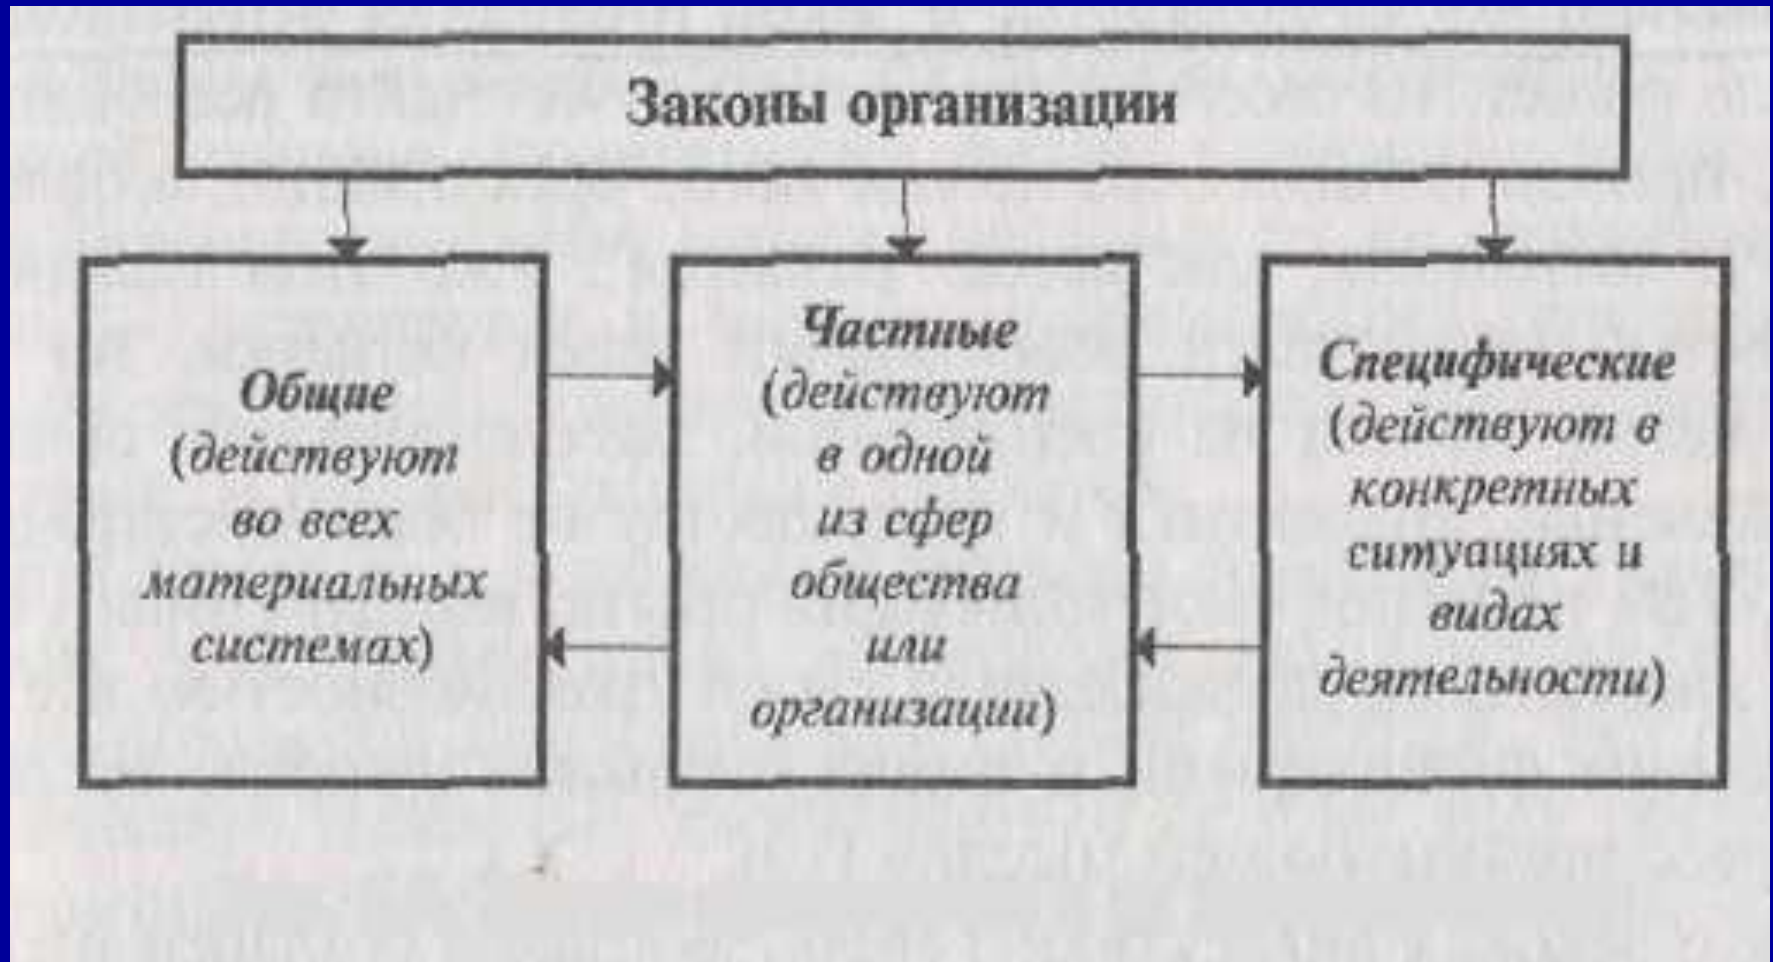 Законы организации
Общие
(действуют
во всех
материальных
системах)
Частные
(действуют
в одной
из сфер
общества
или
организации)
Специфические
(действуют в
конкретных
ситуациях и
видах
деятельности)